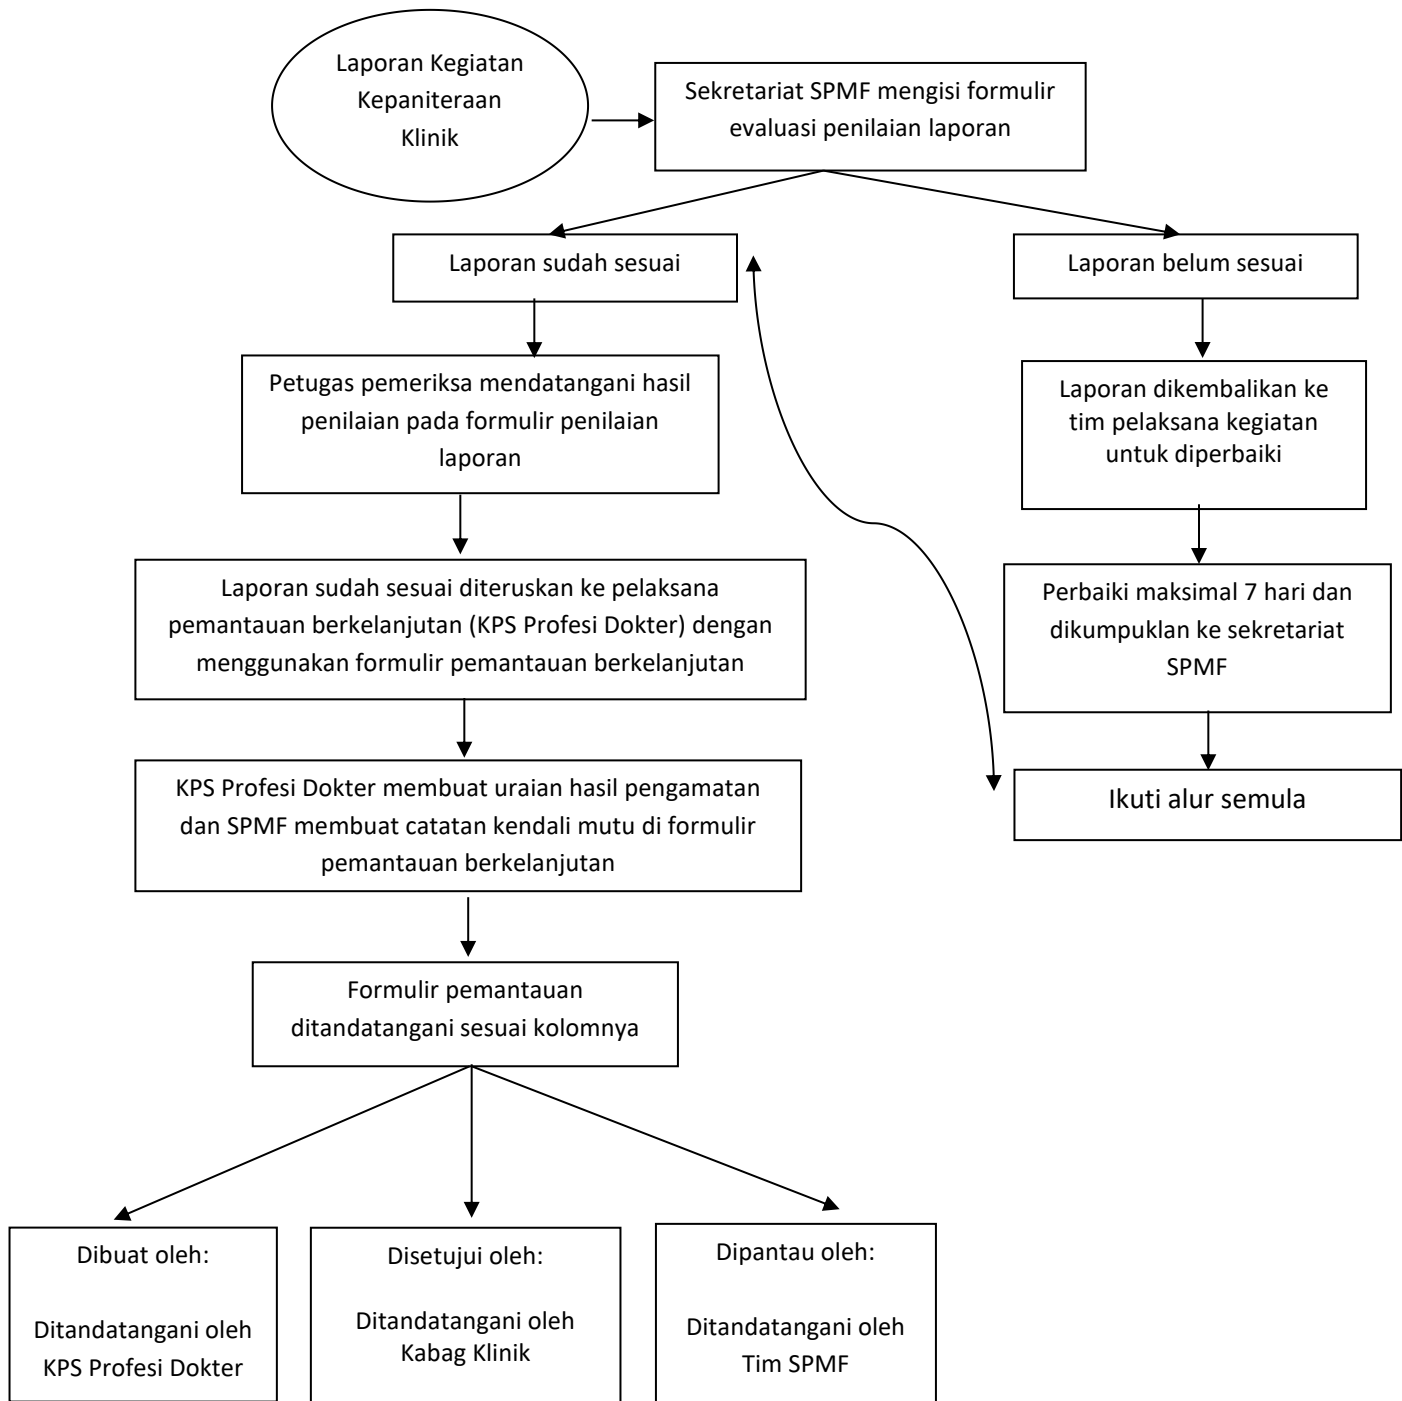 Laporan Kegiatan
Kepaniteraan
Klinik
Sekretariat SPMF mengisi formulir
evaluasi penilaian laporan
Laporan sudah sesuai
Laporan belum sesuai
Petugas pemeriksa mendatangani hasil
penilaian pada formulir penilaian
laporan
Laporan dikembalikan ke
tim pelaksana kegiatan
untuk diperbaiki
Laporan sudah sesuai diteruskan ke pelaksana
pemantauan berkelanjutan (KPS Profesi Dokter) dengan
menggunakan formulir pemantauan berkelanjutan
Perbaiki maksimal 7 hari dan
dikumpuklan ke sekretariat
SPMF
KPS Profesi Dokter membuat uraian hasil pengamatan
dan SPMF membuat catatan kendali mutu di formulir
pemantauan berkelanjutan
Ikuti alur semula
Formulir pemantauan
ditandatangani sesuai kolomnya
Dibuat oleh:
Ditandatangani oleh
KPS Profesi Dokter
Disetujui oleh:
Ditandatangani oleh
Kabag Klinik
Dipantau oleh:
Ditandatangani oleh
Tim SPMF